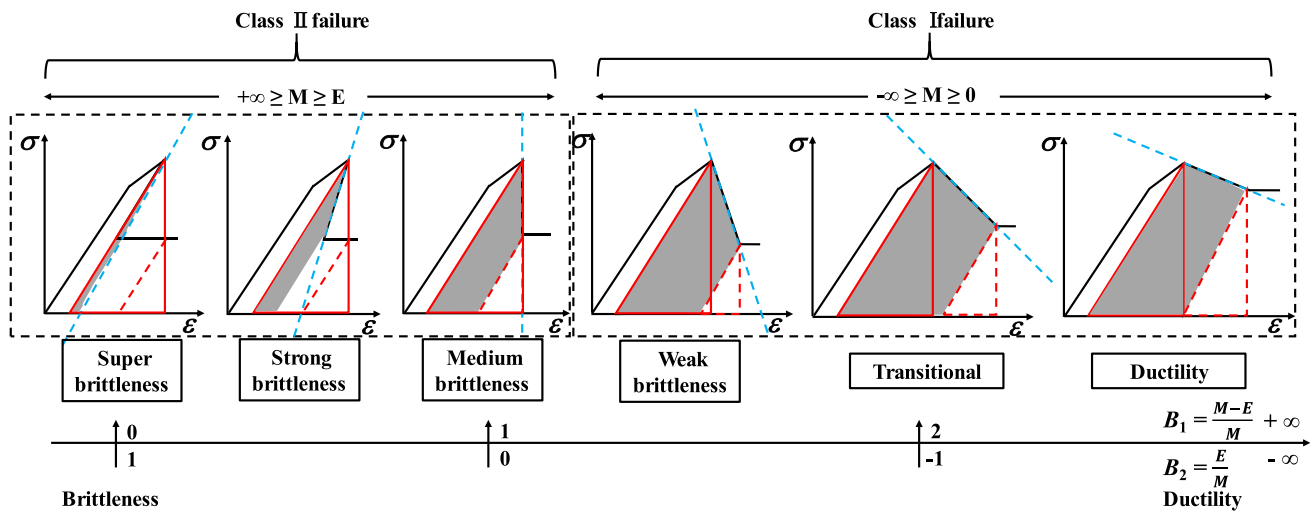 Class Ⅱ failure
Class Ⅰfailure
+∞ ≥ M ≥ E
-∞ ≥ M ≥ 0
σ
σ
σ
σ
σ
σ
ε
ε
ε
ε
ε
ε
Super
brittleness
Strong
brittleness
Medium
brittleness
Weak
brittleness
Transitional
Ductility
0
1
2
B₁ = (M−E)/M + ∞
1
0
-1
B₂ = E/M - ∞
Brittleness
Ductility